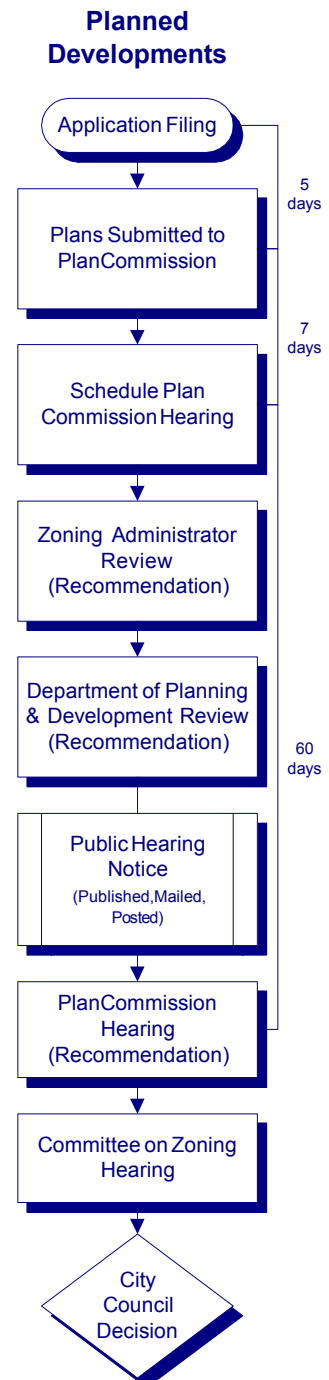 Planned
Developments
Application Filing
5
days
Plans Submitted to
PlanCommission
7
days
Schedule Plan
Commission Hearing
Zoning Administrator
Review
(Recommendation)
Department of Planning
& Development Review
(Recommendation)
60
days
Public Hearing
Notice
(Published,Mailed,
Posted)
PlanCommission
Hearing
(Recommendation)
Committee on Zoning
Hearing
City
Council
Decision